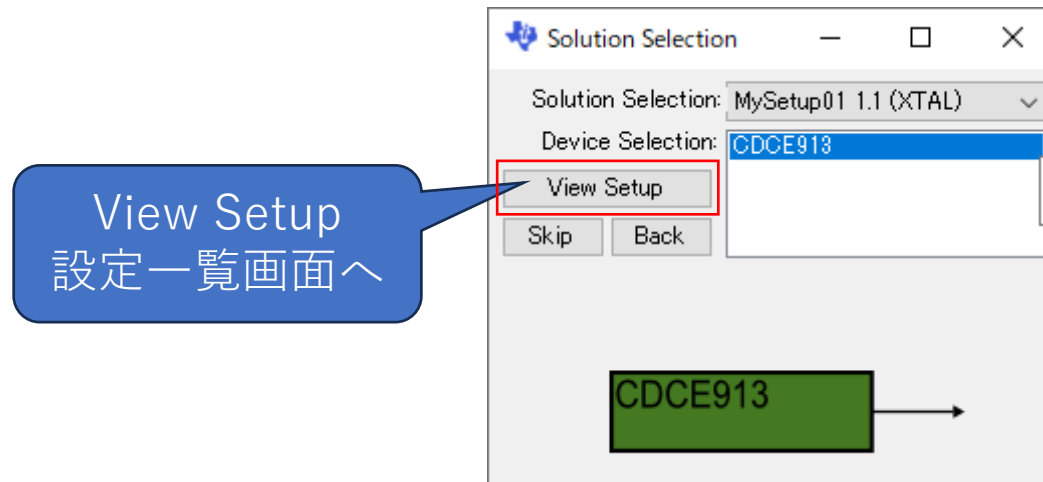 Solution Selection
Solution Selection: MySetup01 1.1 (XTAL)
Device Selection: CDCE913
View Setup
Skip Back
View Setup
設定一覧画面へ
CDCE913